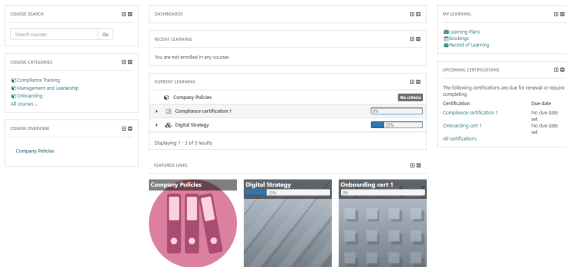 COURSE SEARCH
Search courses
Go
COURSE CATEGORIES
Compliance Training
Management and Leadership
Onboarding
All courses
COURSE OVERVIEW
Company Policies
DASHBOARDS
RECENT LEARNING
You are not enrolled in any courses
CURRENT LEARNING
Company Policies
No criteria
Compliance certification 1
0%
Digital Strategy
25%
Displaying 1 - 3 of 3 results
FEATURED LINKS
Company Policies
Digital Strategy
25%
Onboarding cert 1
0%
MY LEARNING
Learning Plans
Bookings
Record of Learning
UPCOMING CERTIFICATIONS
The following certifications are due for renewal or require
completing
Certification Due date
Compliance certification 1 No due date
set
Onboarding cert 1 No due date
set
All certifications